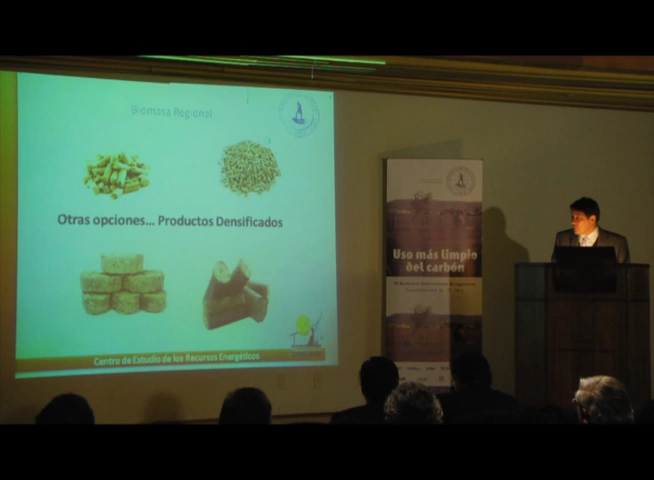 Biomasa Regional
Otras opciones... Productos Densificados
Centro de Estudio de los Recursos Energéticos
Uso más limpio
del carbón